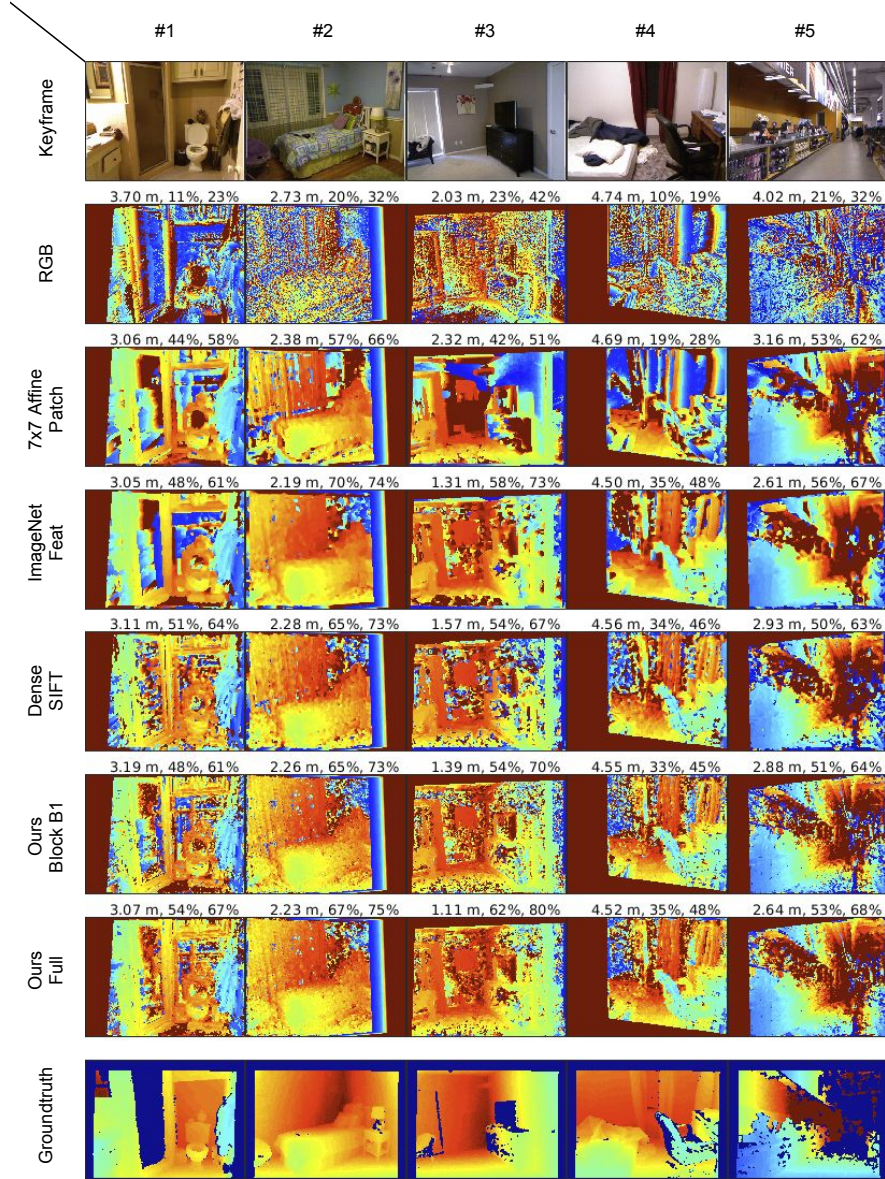 #1 #2 #3 #4 #5
Keyframe
3.70 m, 11%, 23% 2.73 m, 20%, 32% 2.03 m, 23%, 42% 4.74 m, 10%, 19% 4.02 m, 21%, 32%
RGB
3.06 m, 44%, 58% 2.38 m, 57%, 66% 2.32 m, 42%, 51% 4.69 m, 19%, 28% 3.16 m, 53%, 62%
7x7 Affine
Patch
3.05 m, 48%, 61% 2.19 m, 70%, 74% 1.31 m, 58%, 73% 4.50 m, 35%, 48% 2.61 m, 56%, 67%
ImageNet
Feat
3.11 m, 51%, 64% 2.28 m, 65%, 73% 1.57 m, 54%, 67% 4.56 m, 34%, 46% 2.93 m, 50%, 63%
Dense
SIFT
3.19 m, 48%, 61% 2.26 m, 65%, 73% 1.39 m, 54%, 70% 4.55 m, 33%, 45% 2.88 m, 51%, 64%
Ours
Block B1
3.07 m, 54%, 67% 2.23 m, 67%, 75% 1.11 m, 62%, 80% 4.52 m, 35%, 48% 2.64 m, 53%, 68%
Ours
Full
Groundtruth